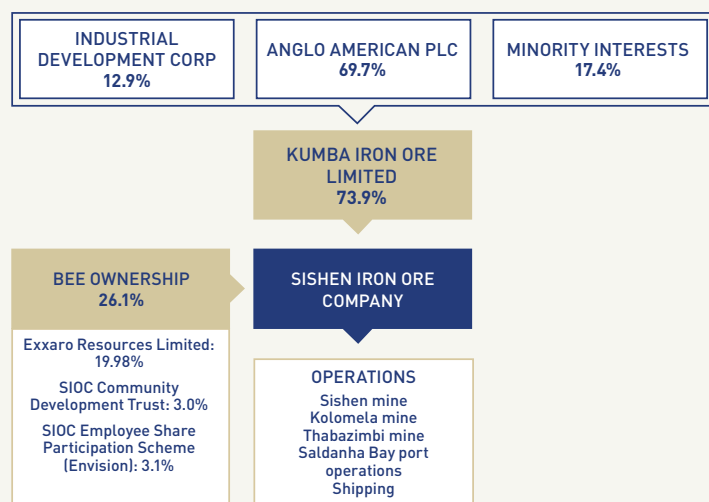 INDUSTRIAL
DEVELOPMENT CORP
12.9%
ANGLO AMERICAN PLC
69.7%
MINORITY INTERESTS
17.4%
KUMBA IRON ORE
LIMITED
73.9%
BEE OWNERSHIP
26.1%
SISHEN IRON ORE
COMPANY
Exxaro Resources Limited:
19.98%
SIOC Community
Development Trust: 3.0%
SIOC Employee Share
Participation Scheme
(Envision): 3.1%
OPERATIONS
Sishen mine
Kolomela mine
Thabazimbi mine
Saldanha Bay port
operations
Shipping